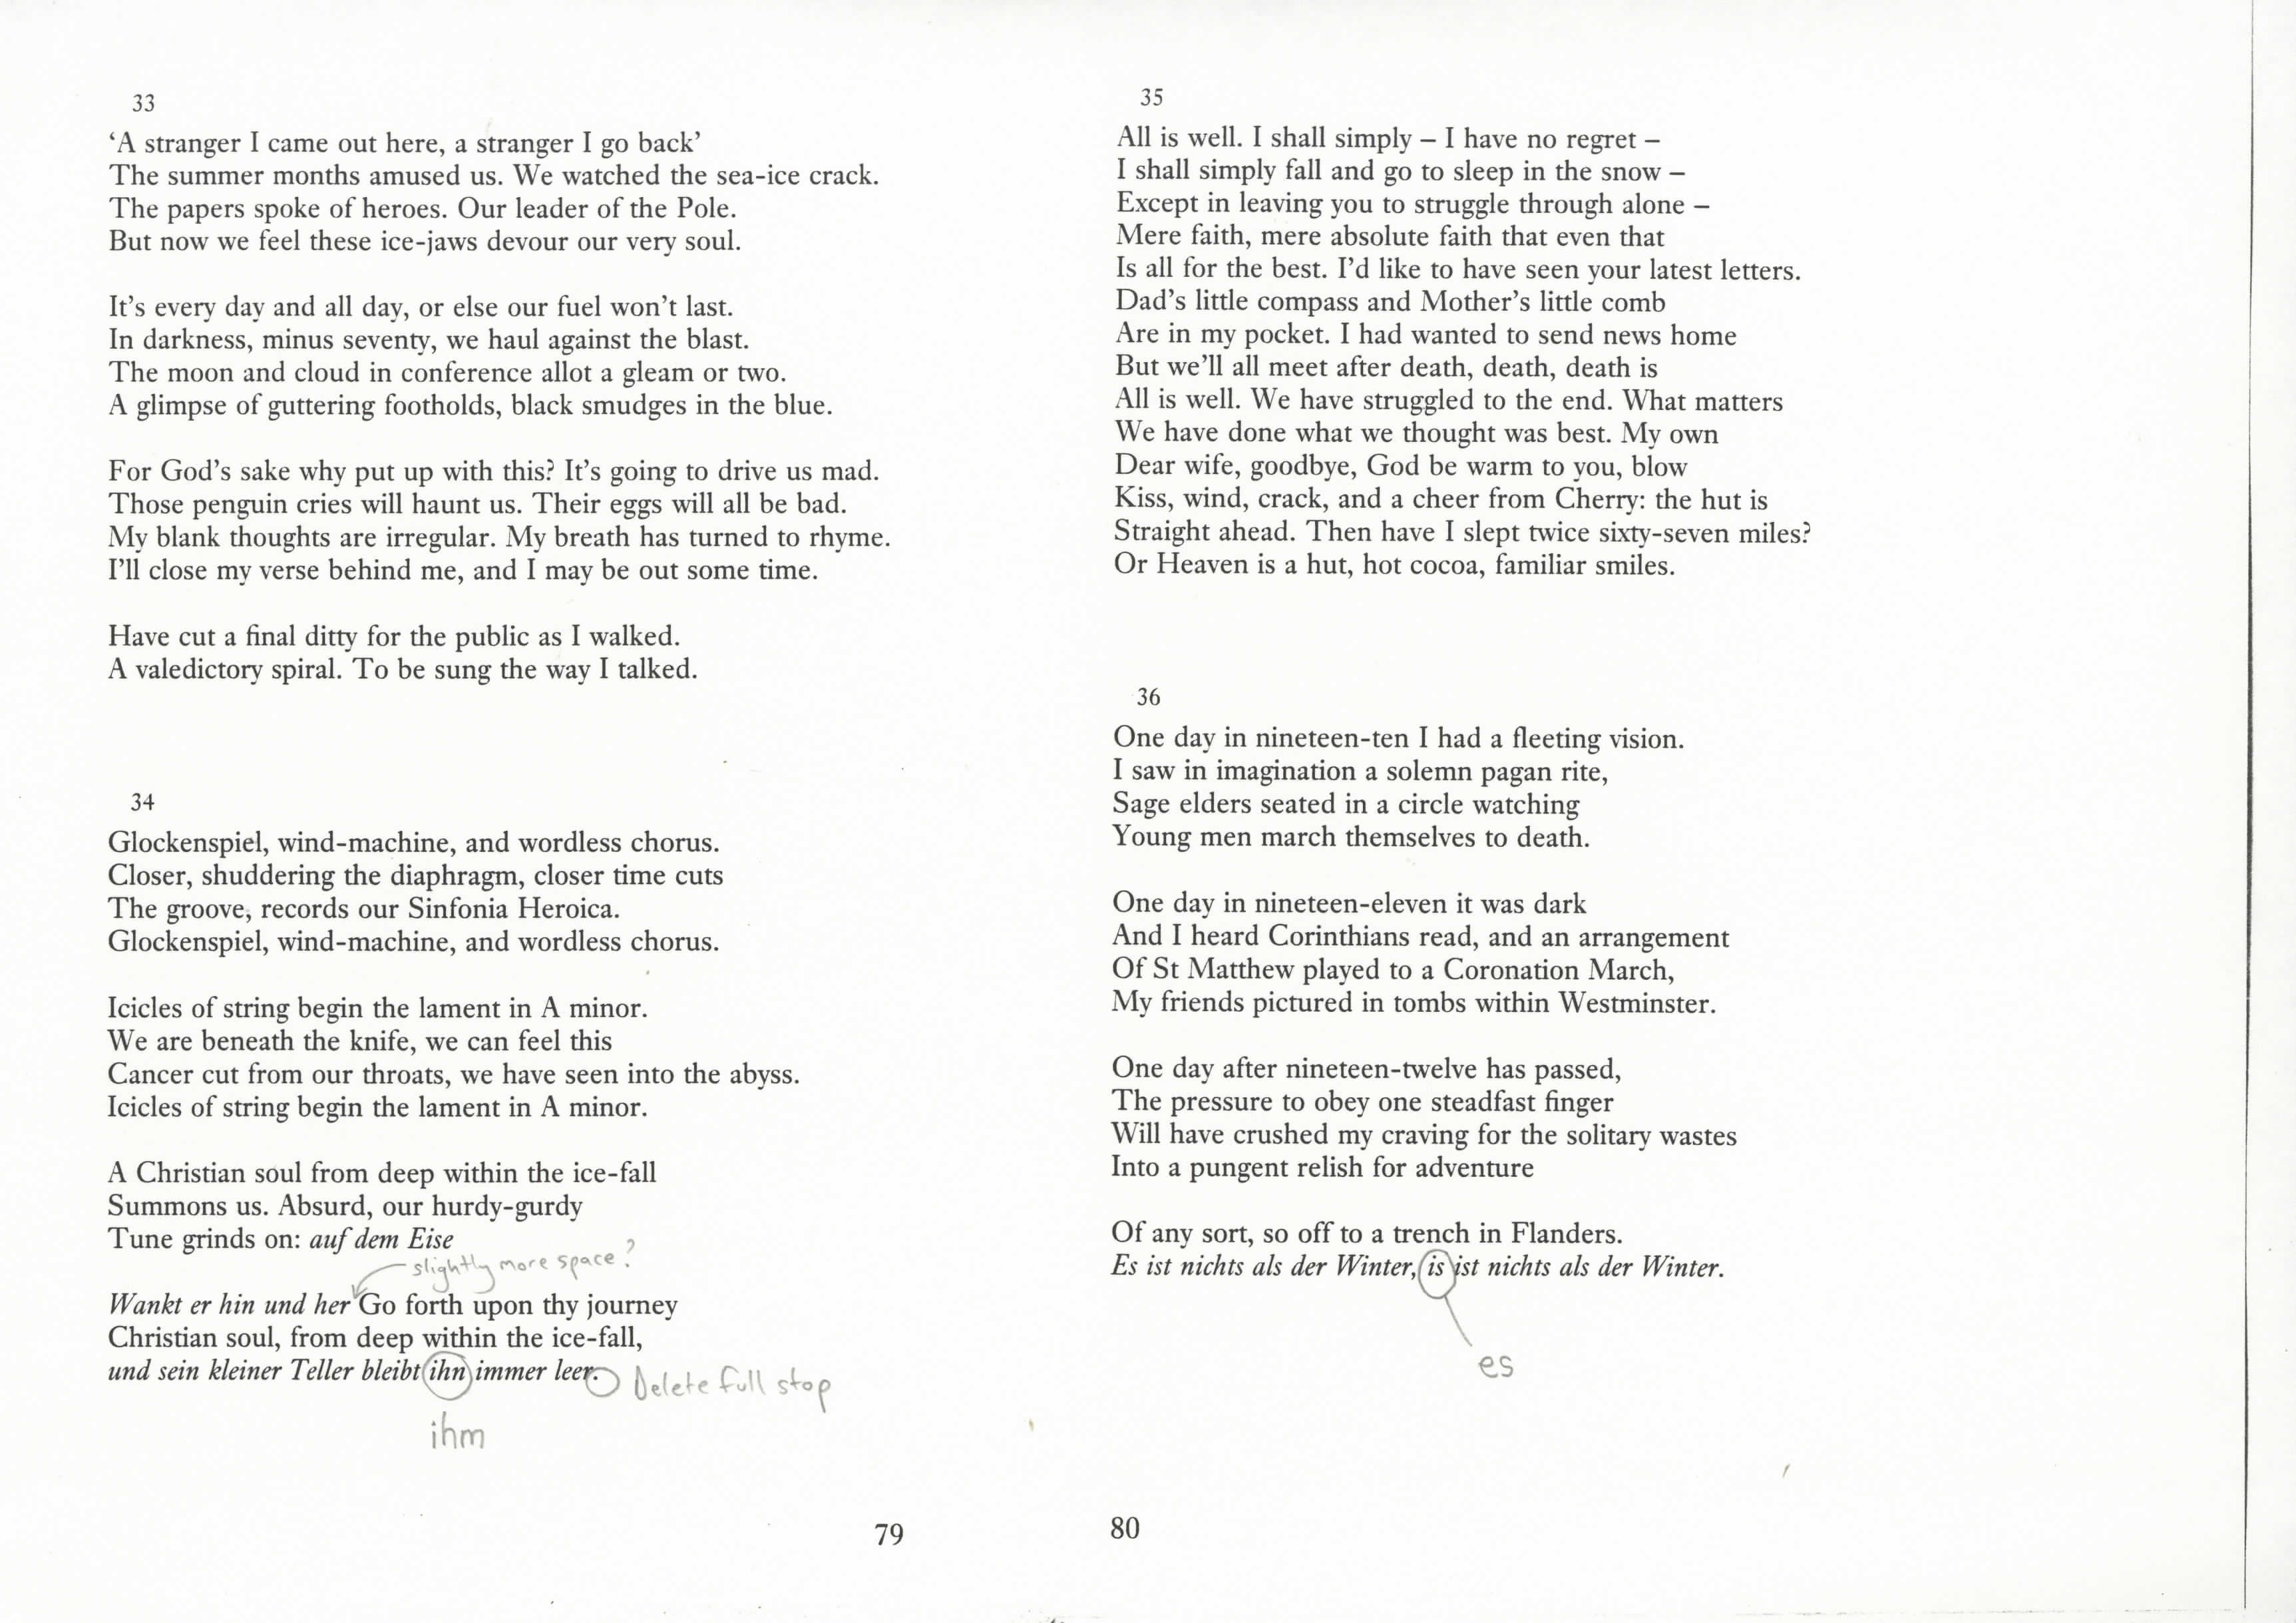 33
‘A stranger I came out here, a stranger I go back’
The summer months amused us. We watched the sea-ice crack.
The papers spoke of heroes. Our leader of the Pole.
But now we feel these ice-jaws devour our very soul.
It’s every day and all day, or else our fuel won’t last.
In darkness, minus seventy, we haul against the blast.
The moon and cloud in conference allot a gleam or two.
A glimpse of guttering footholds, black smudges in the blue.
For God’s sake why put up with this? It’s going to drive us mad.
Those penguin cries will haunt us. Their eggs will all be bad.
My blank thoughts are irregular. My breath has turned to rhyme.
I’ll close my verse behind me, and I may be out some time.
Have cut a final ditty for the public as I walked.
A valedictory spiral. To be sung the way I talked.
34
Glockenspiel, wind-machine, and wordless chorus.
Closer, shuddering the diaphragm, closer time cuts
The groove, records our Sinfonia Heroica.
Glockenspiel, wind-machine, and wordless chorus.
Icicles of string begin the lament in A minor.
We are beneath the knife, we can feel this
Cancer cut from our throats, we have seen into the abyss.
Icicles of string begin the lament in A minor.
A Christian soul from deep within the ice-fall
Summons us. Absurd, our hurdy-gurdy
Tune grinds on: auf dem Eise
slightly more space?
Wankt er hin und her Go forth upon thy journey
Christian soul, from deep within the ice-fall,
und sein kleiner Teller bleibt ihn immer leer.
Delete full stop
ihm
79
35
All is well. I shall simply – I have no regret –
I shall simply fall and go to sleep in the snow –
Except in leaving you to struggle through alone –
Mere faith, mere absolute faith that even that
Is all for the best. I’d like to have seen your latest letters.
Dad’s little compass and Mother’s little comb
Are in my pocket. I had wanted to send news home
But we’ll all meet after death, death, death is
All is well. We have struggled to the end. What matters
We have done what we thought was best. My own
Dear wife, goodbye, God be warm to you, blow
Kiss, wind, crack, and a cheer from Cherry: the hut is
Straight ahead. Then have I slept twice sixty-seven miles?
Or Heaven is a hut, hot cocoa, familiar smiles.
36
One day in nineteen-ten I had a fleeting vision.
I saw in imagination a solemn pagan rite,
Sage elders seated in a circle watching
Young men march themselves to death.
One day in nineteen-eleven it was dark
And I heard Corinthians read, and an arrangement
Of St Matthew played to a Coronation March,
My friends pictured in tombs within Westminster.
One day after nineteen-twelve has passed,
The pressure to obey one steadfast finger
Will have crushed my craving for the solitary wastes
Into a pungent relish for adventure
Of any sort, so off to a trench in Flanders.
Es ist nichts als der Winter, is ist nichts als der Winter.
es
80